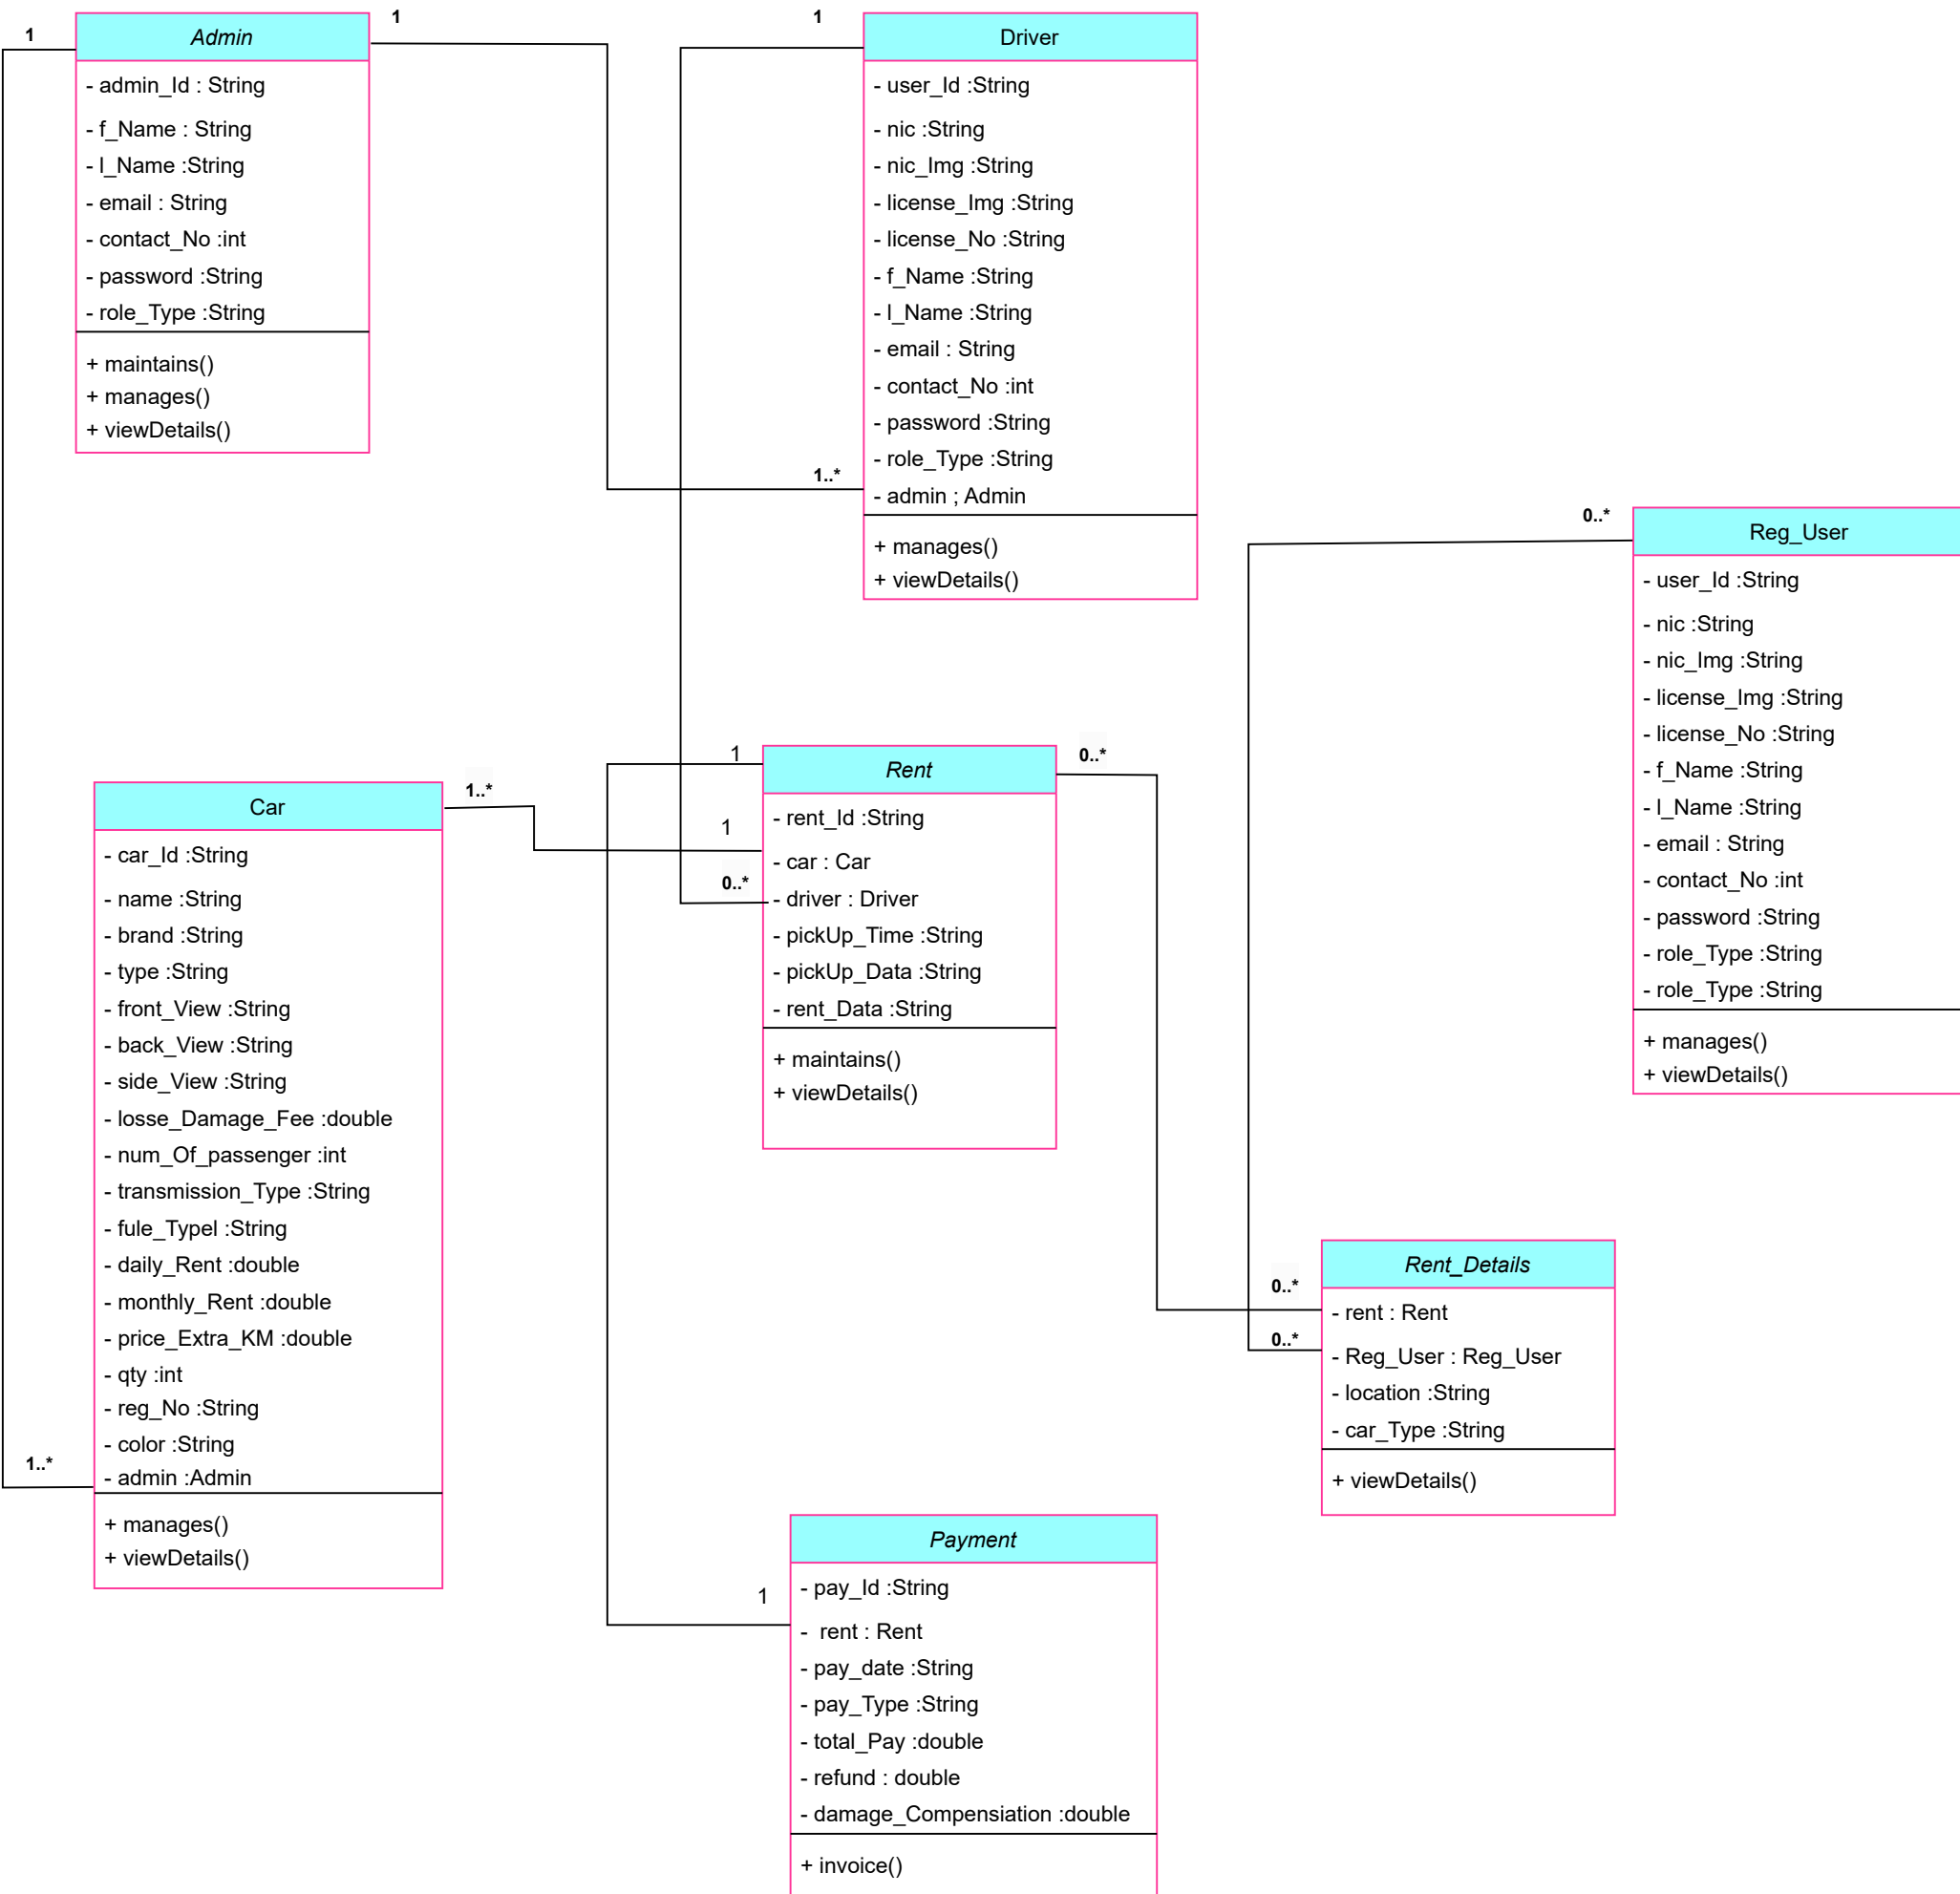 1
Admin
- admin_Id : String
- f_Name : String
- l_Name :String
- email : String
- contact_No :int
- password :String
- role_Type :String
+ maintains()
+ manages()
+ viewDetails()
1
1
Driver
- user_Id :String
- nic :String
- nic_Img :String
- license_Img :String
- license_No :String
- f_Name :String
- l_Name :String
- email : String
- contact_No :int
- password :String
- role_Type :String
- admin ; Admin
+ manages()
+ viewDetails()
1..*
0..*
Reg_User
- user_Id :String
- nic :String
- nic_Img :String
- license_Img :String
- license_No :String
- f_Name :String
- l_Name :String
- email : String
- contact_No :int
- password :String
- role_Type :String
- role_Type :String
+ manages()
+ viewDetails()
1..*
Car
- car_Id :String
- name :String
- brand :String
- type :String
- front_View :String
- back_View :String
- side_View :String
- losse_Damage_Fee :double
- num_Of_passenger :int
- transmission_Type :String
- fule_Typel :String
- daily_Rent :double
- monthly_Rent :double
- price_Extra_KM :double
- qty :int
- reg_No :String
- color :String
- admin :Admin
+ manages()
+ viewDetails()
1..*
1
1
0..*
Rent
- rent_Id :String
- car : Car
- driver : Driver
- pickUp_Time :String
- pickUp_Data :String
- rent_Data :String
+ maintains()
+ viewDetails()
0..*
0..*
0..*
Rent_Details
- rent : Rent
- Reg_User : Reg_User
- location :String
- car_Type :String
+ viewDetails()
1
Payment
- pay_Id :String
- rent : Rent
- pay_date :String
- pay_Type :String
- total_Pay :double
- refund : double
- damage_Compensiation :double
+ invoice()